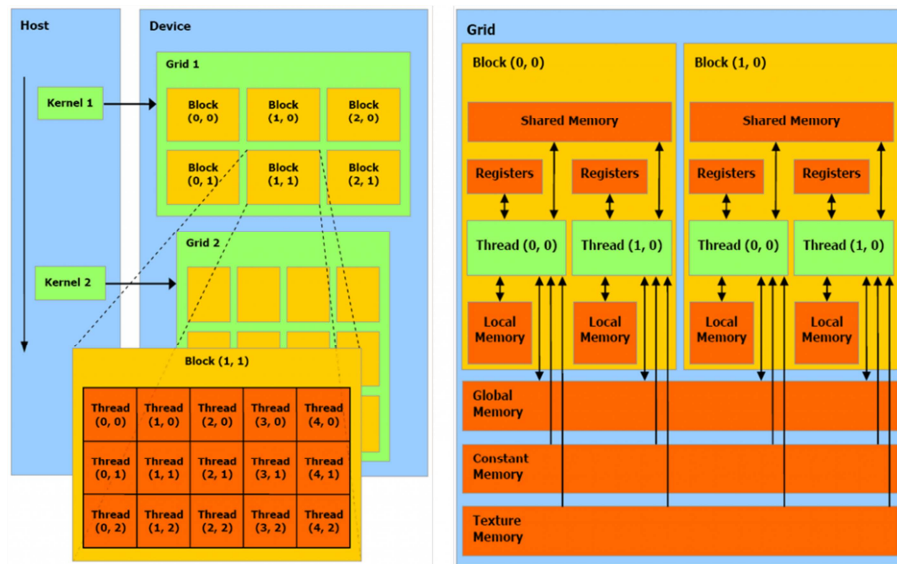 Host
Device
Grid 1
Kernel 1
Block
(0, 0)
Block
(1, 0)
Block
(2, 0)
Block
(0, 1)
Block
(1, 1)
Block
(2, 1)
Grid 2
Kernel 2
Block (1, 1)
Thread
(0, 0)
Thread
(1, 0)
Thread
(2, 0)
Thread
(3, 0)
Thread
(4, 0)
Thread
(0, 1)
Thread
(1, 1)
Thread
(2, 1)
Thread
(3, 1)
Thread
(4, 1)
Thread
(0, 2)
Thread
(1, 2)
Thread
(2, 2)
Thread
(3, 2)
Thread
(4, 2)
Grid
Block (0, 0)
Shared Memory
Registers
Registers
Thread (0, 0)
Thread (1, 0)
Local
Memory
Local
Memory
Block (1, 0)
Shared Memory
Registers
Registers
Thread (0, 0)
Thread (1, 0)
Local
Memory
Local
Memory
Global
Memory
Constant
Memory
Texture
Memory